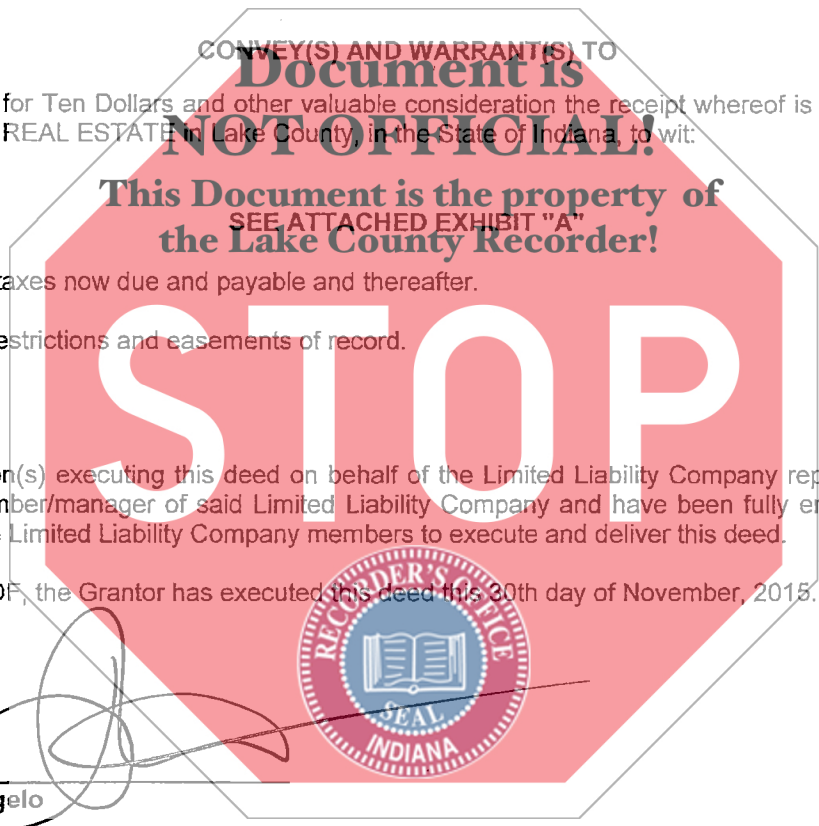 CONVEY(S) AND WARRANT(S) TO
Document is
for Ten Dollars and other valuable consideration the receipt whereof is
REAL ESTATE in Lake County, in the State of Indiana, to wit:
NOT OFFICIAL!
This Document is the property of
SEE ATTACHED EXHIBIT "A"
the Lake County Recorder!
taxes now due and payable and thereafter.
estrictions and easements of record.
STOP
n(s) executing this deed on behalf of the Limited Liability Company rep
mber/manager of said Limited Liability Company and have been fully e
Limited Liability Company members to execute and deliver this deed.
OF, the Grantor has executed this deed this 30th day of November, 2015.
RECORDER'S OFFICE
SEAL
INDIANA
gelo